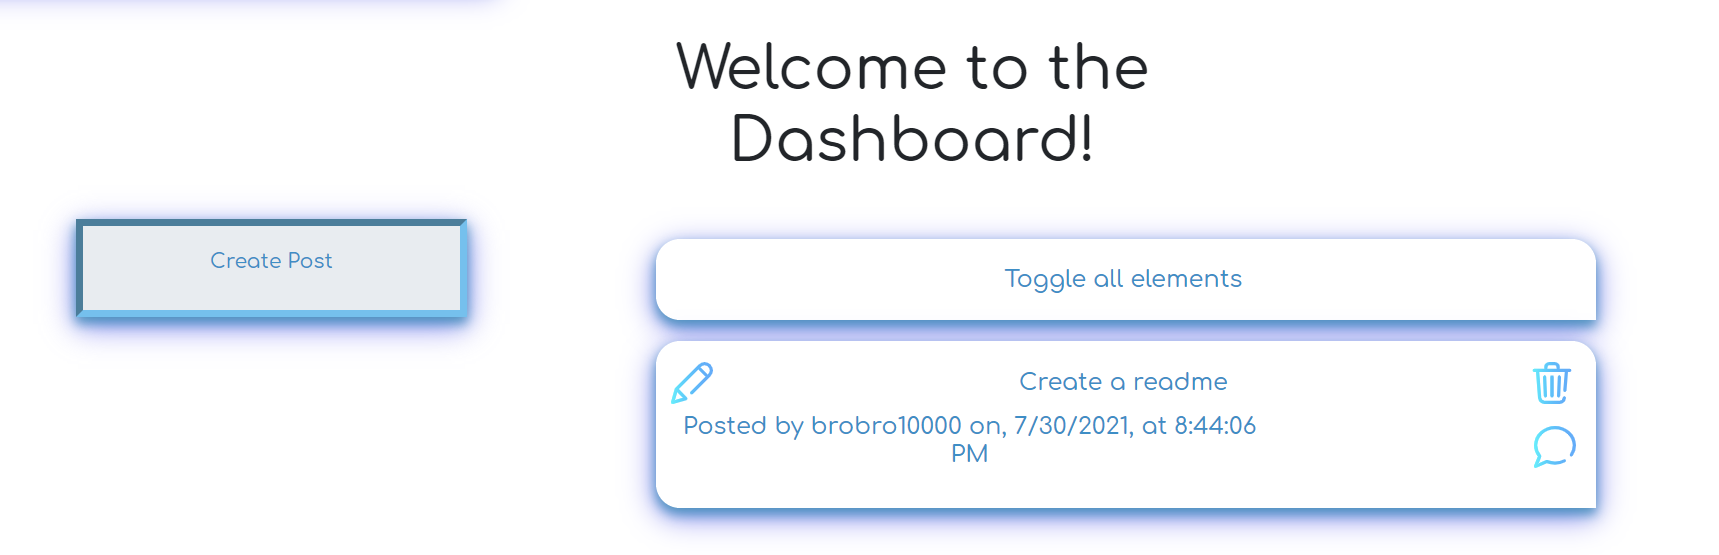 Welcome to the
Dashboard!
Create Post
Toggle all elements
Create a readme
Posted by brobro10000 on, 7/30/2021, at 8:44:06
PM